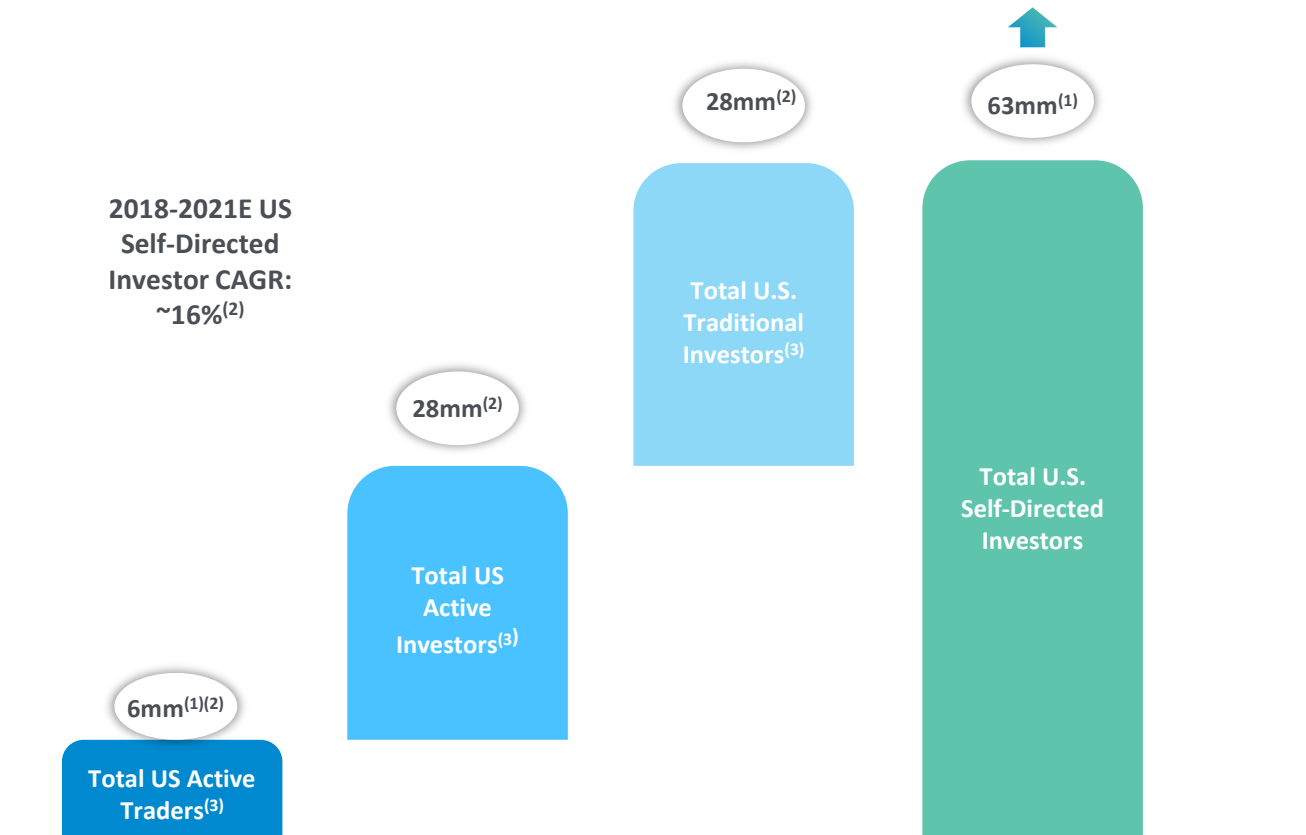 28mm(2)
63mm(1)
2018-2021E US
Self-Directed
Investor CAGR:
~16%(2)
Total U.S.
Traditional
Investors(3)
28mm(2)
Total U.S.
Self-Directed
Investors
Total US
Active
Investors(3)
6mm(1)(2)
Total US Active
Traders(3)